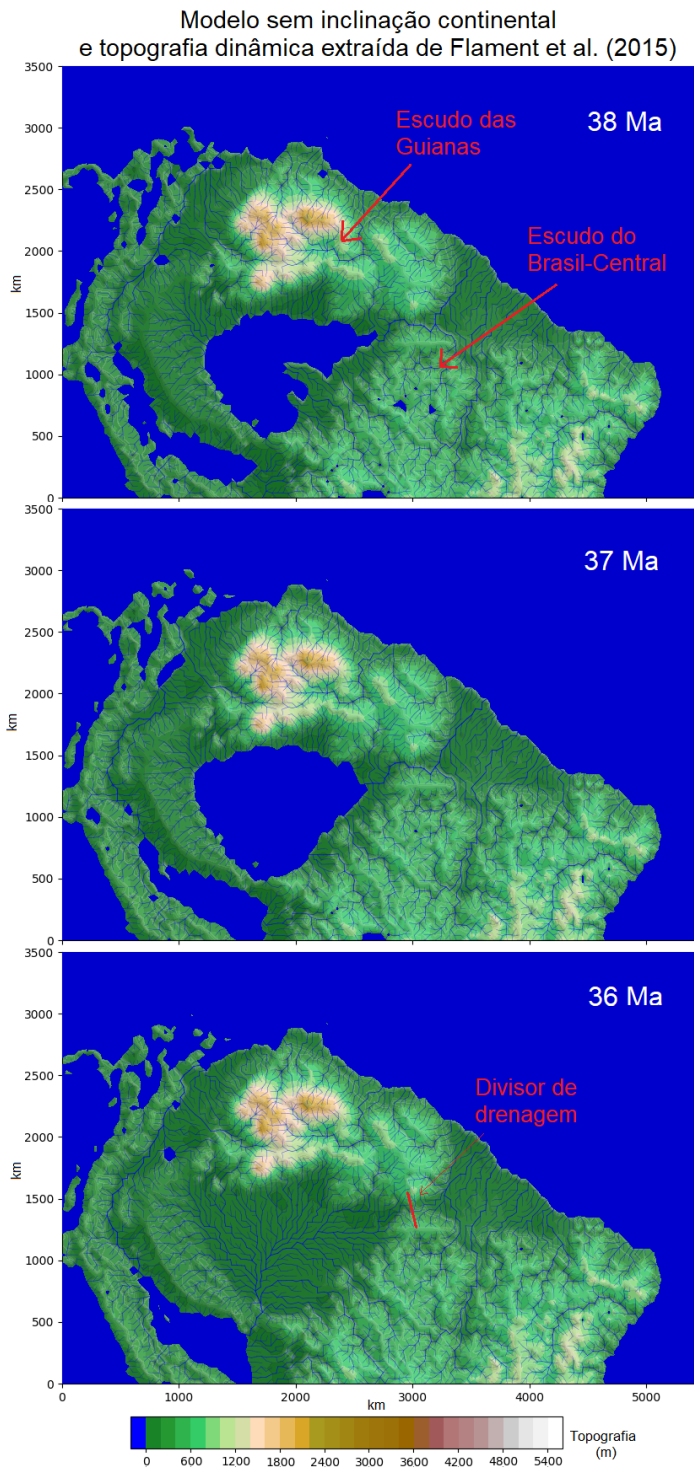 Modelo sem inclinação continental
e topografia dinâmica extraída de Flament et al. (2015)
3500
3000
2500
2000
1500
1000
500
0
km
38 Ma
Escudo das
Guianas
Escudo do
Brasil-Central
3500
3000
2500
2000
1500
1000
500
0
km
37 Ma
3500
3000
2500
2000
1500
1000
500
0
km
36 Ma
Divisor de
drenagem
0 1000 2000 3000 4000 5000
km
0 600 1200 1800 2400 3000 3600 4200 4800 5400
Topografia
(m)